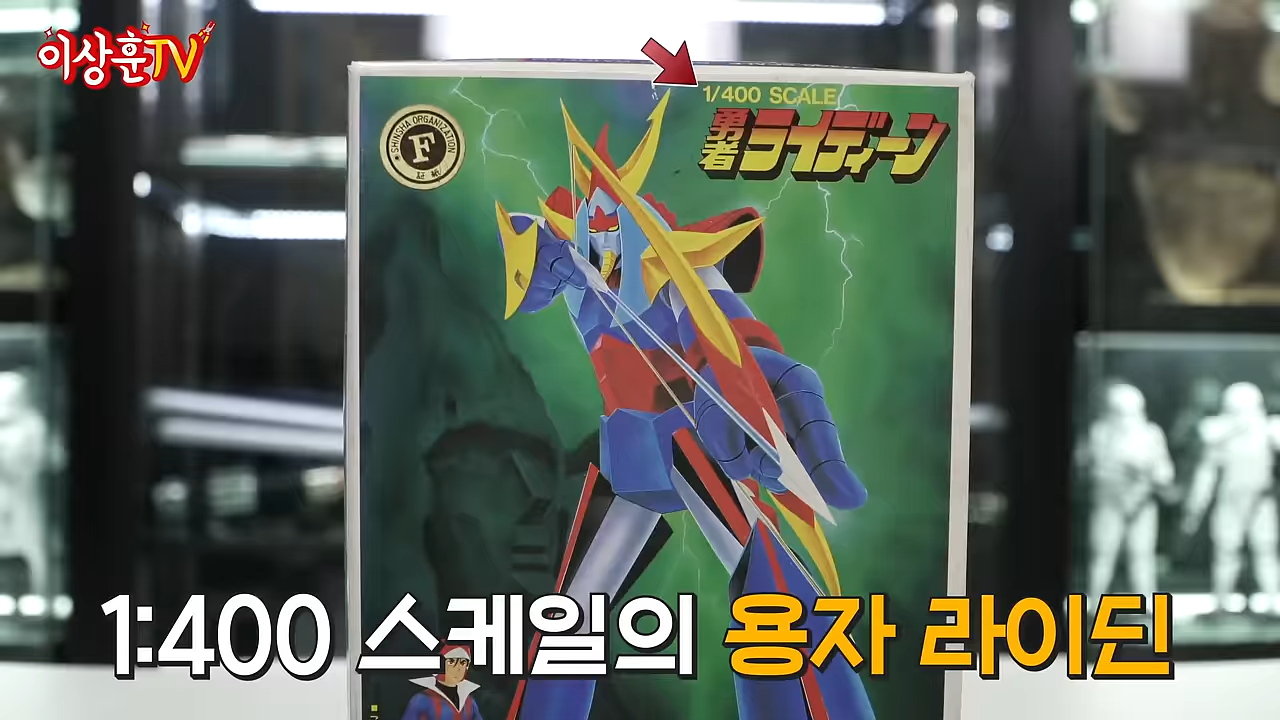 이상훈TV
1/400 SCALE
勇者ライディーン
SHINSHA ORGANIZATION
F
1:400 스케일의 용자 라이딘